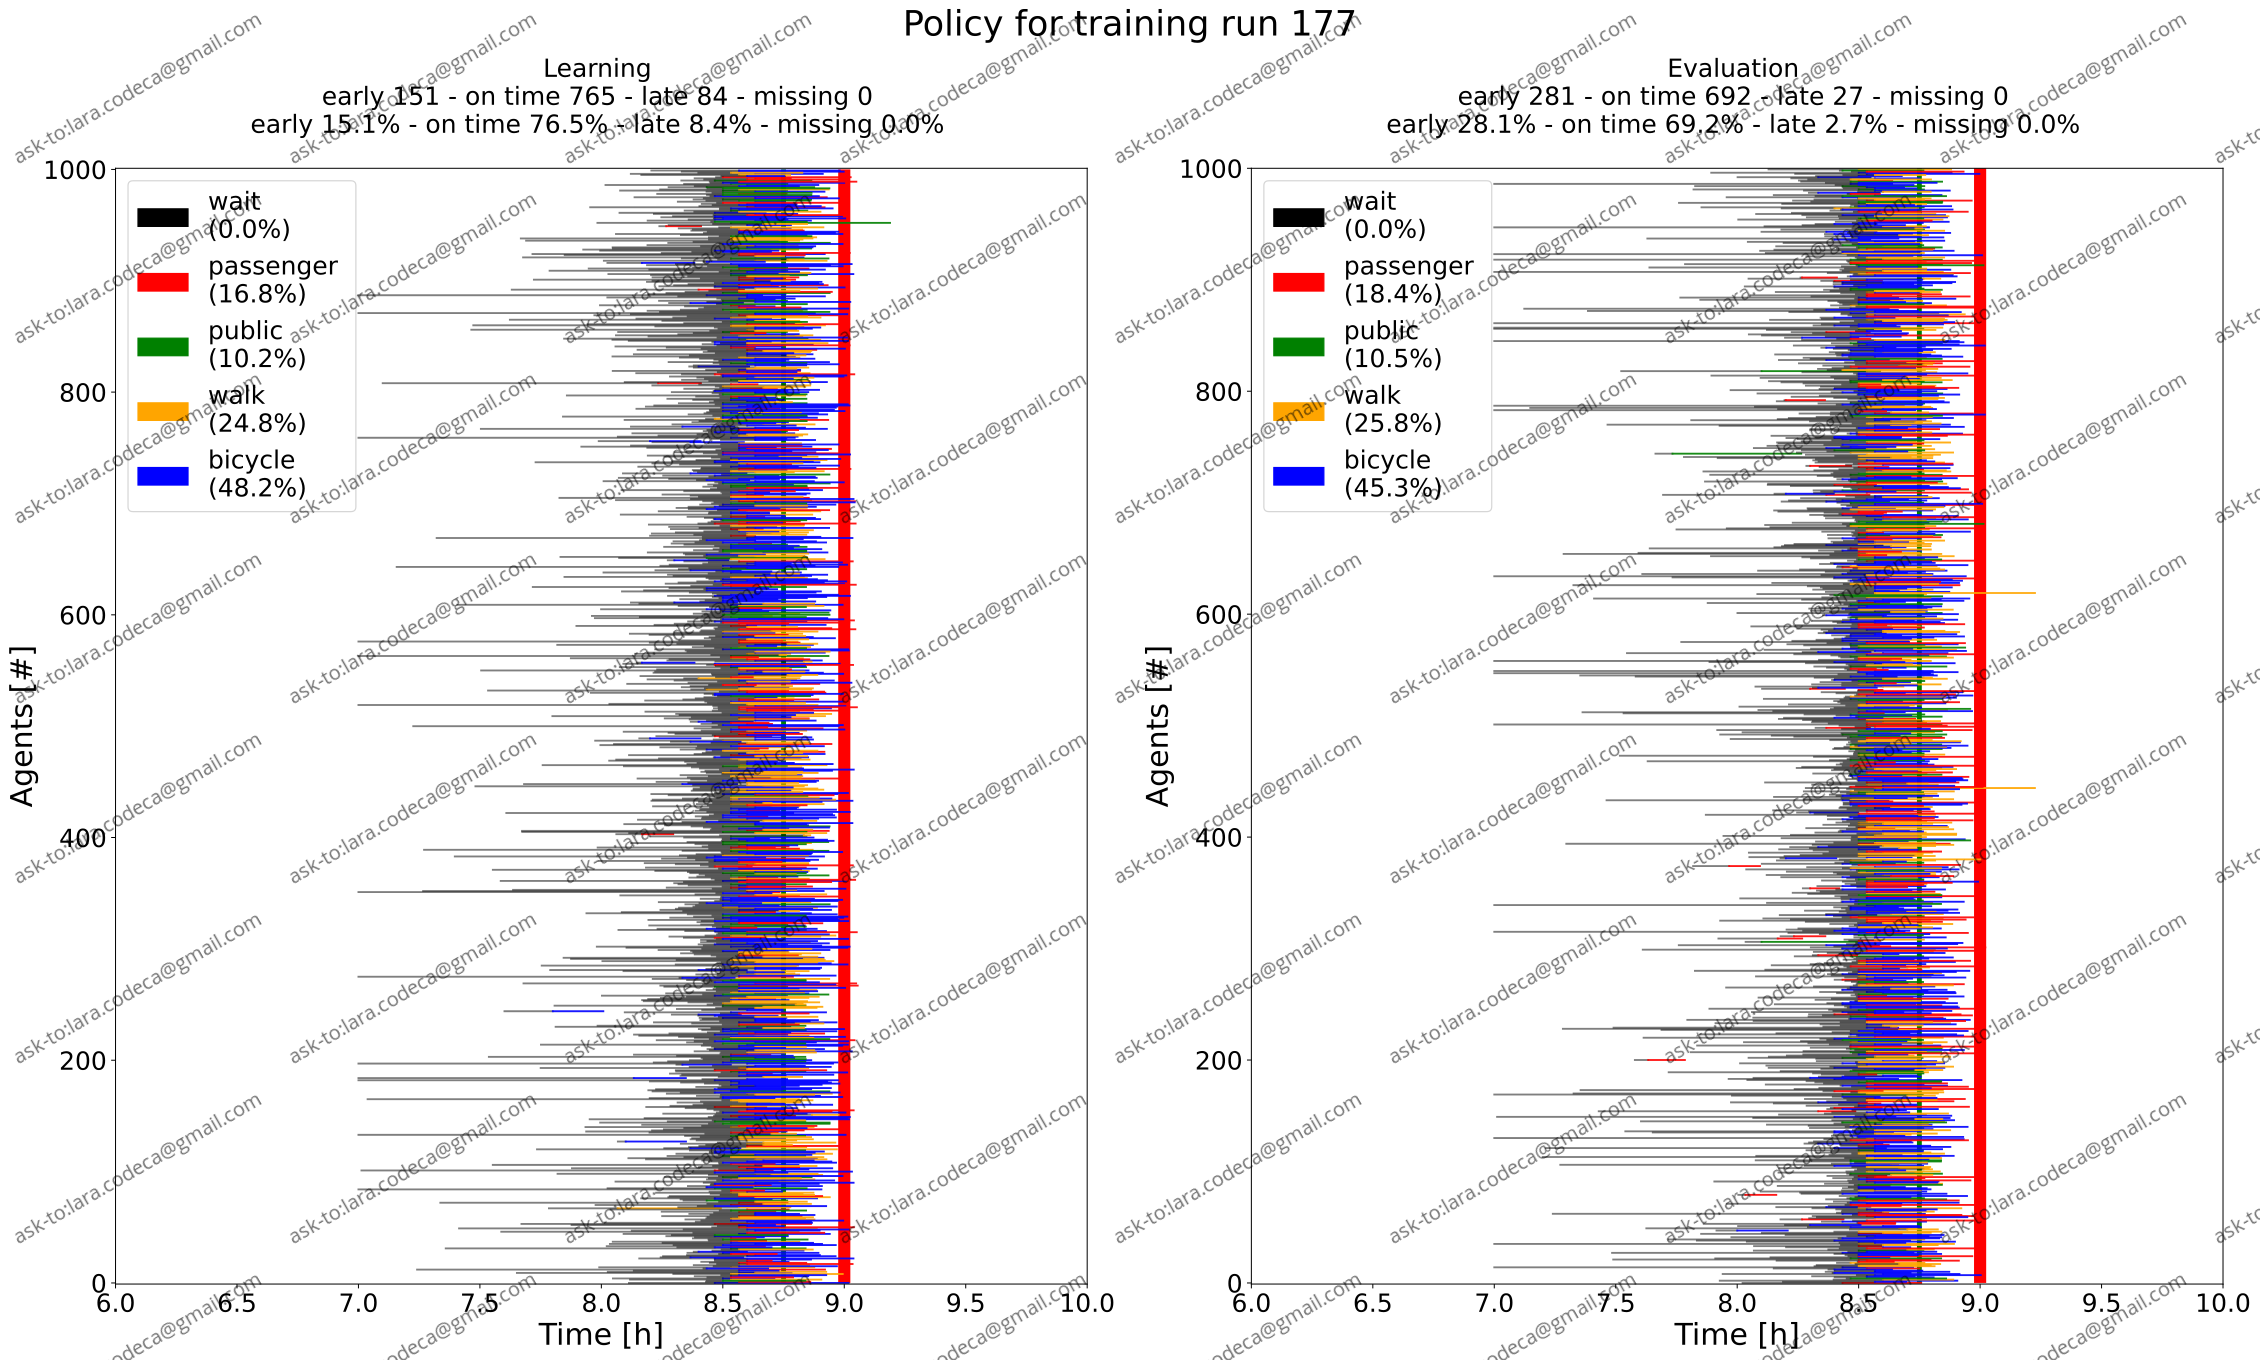 Policy for training run 177
Learning
early 151 - on time 765 - late 84 - missing 0
early 15.1% - on time 76.5% - late 8.4% - missing 0.0%
1000
800
600
400
200
0
Agents [#]
wait
(0.0%)
passenger
(16.8%)
public
(10.2%)
walk
(24.8%)
bicycle
(48.2%)
6.0 6.5 7.0 7.5 8.0 8.5 9.0 9.5 10.0
Time [h]
Evaluation
early 281 - on time 692 - late 27 - missing 0
early 28.1% - on time 69.2% - late 2.7% - missing 0.0%
1000
800
600
400
200
0
Agents [#]
wait
(0.0%)
passenger
(18.4%)
public
(10.5%)
walk
(25.8%)
bicycle
(45.3%)
6.0 6.5 7.0 7.5 8.0 8.5 9.0 9.5 10.0
Time [h]
ask-to:lara.codeca@gmail.com